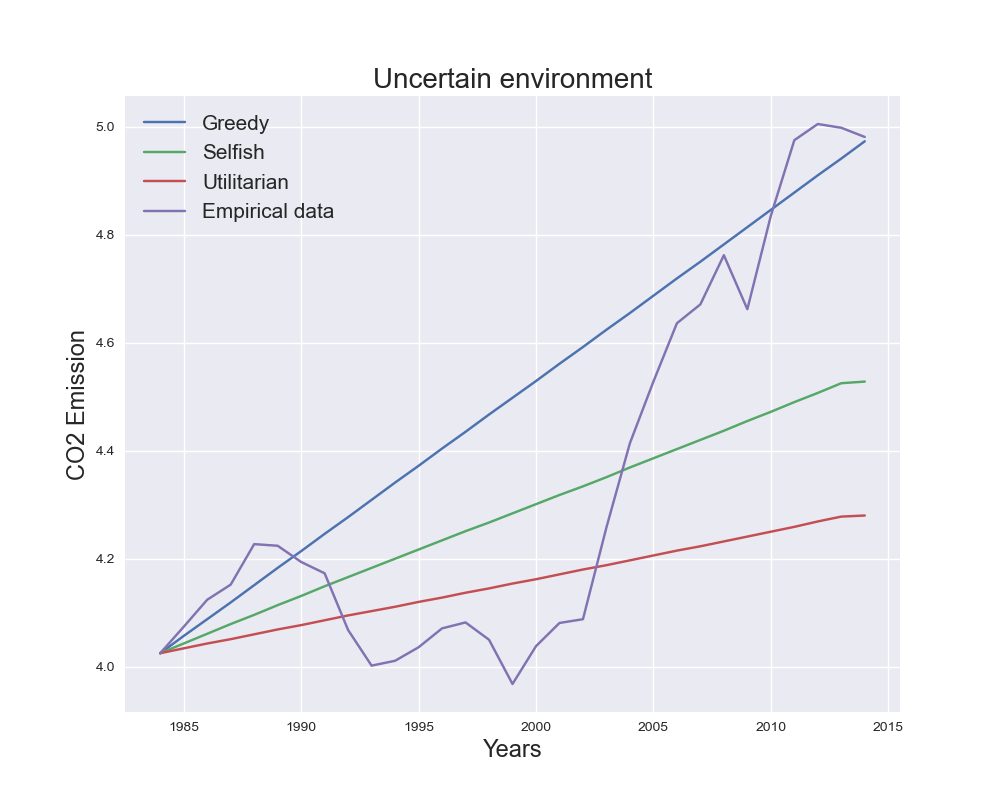 Uncertain environment
Greedy
Selfish
Utilitarian
Empirical data
5.0
4.8
4.6
4.4
4.2
4.0
CO2 Emission
1985 1990 1995 2000 2005 2010 2015
Years